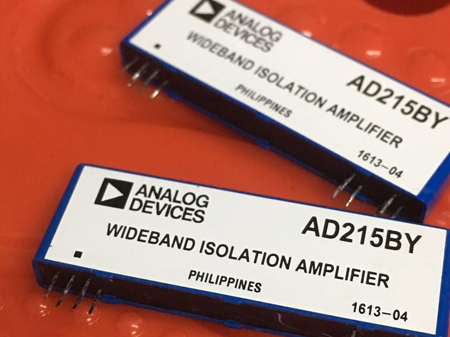 ANALOG
DEVICES
AD215BY
WIDEBAND ISOLATION AMPLIFIER
PHILIPPINES
1613-04
ANALOG
DEVICES
AD215BY
WIDEBAND ISOLATION AMPLIFIER
PHILIPPINES
1613-04